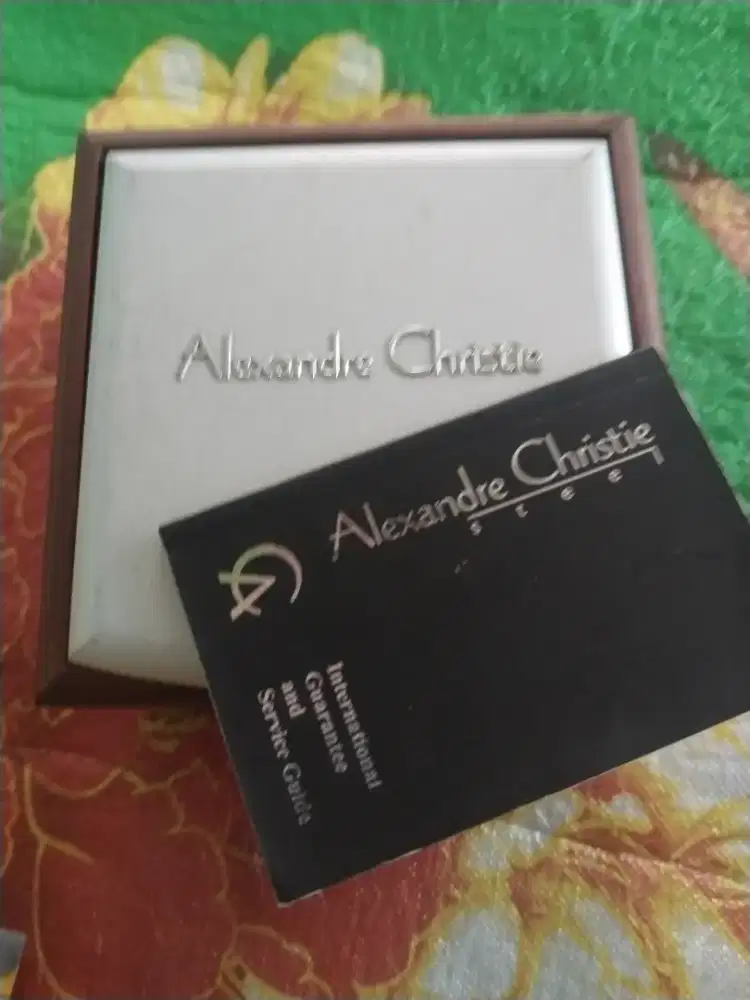 Alexandre Christie
Alexandre Christie
steel
International
Guarantee
and
Service Guide